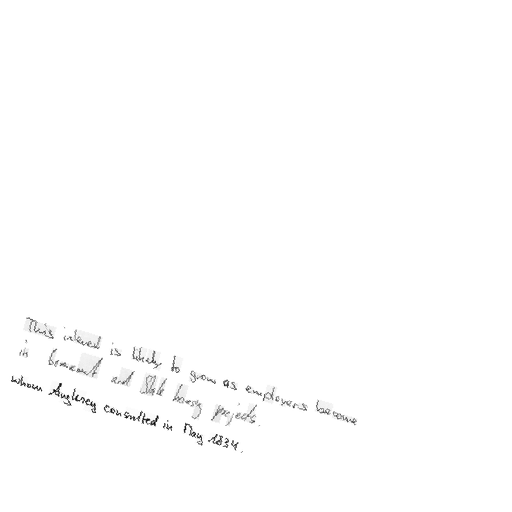 This interest is likely to grow as employers become
in basement and State housing projects.
whom Anglesey consulted in May 1834.